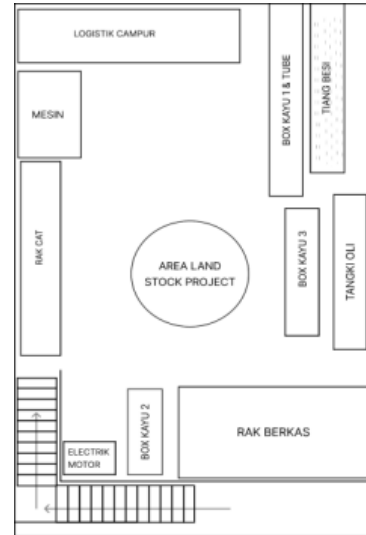 LOGISTIK CAMPUR
MESIN
BOX KAYU 1 & TUBE
TIANG BESI
RAK CAT
AREA LAND
STOCK PROJECT
BOX KAYU 3
TANGKI OLI
ELECTRIK
MOTOR
BOX KAYU 2
RAK BERKAS